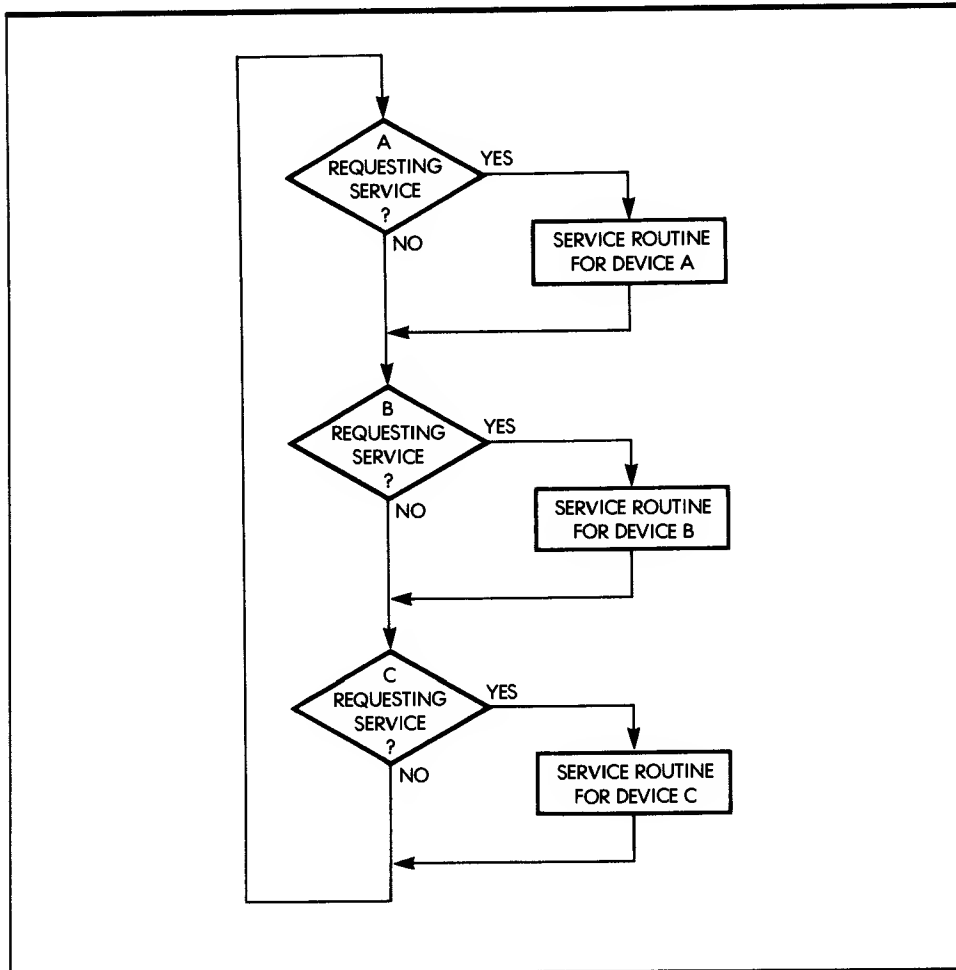 A
REQUESTING
SERVICE
?
YES
NO
SERVICE ROUTINE
FOR DEVICE A
B
REQUESTING
SERVICE
?
YES
NO
SERVICE ROUTINE
FOR DEVICE B
C
REQUESTING
SERVICE
?
YES
NO
SERVICE ROUTINE
FOR DEVICE C